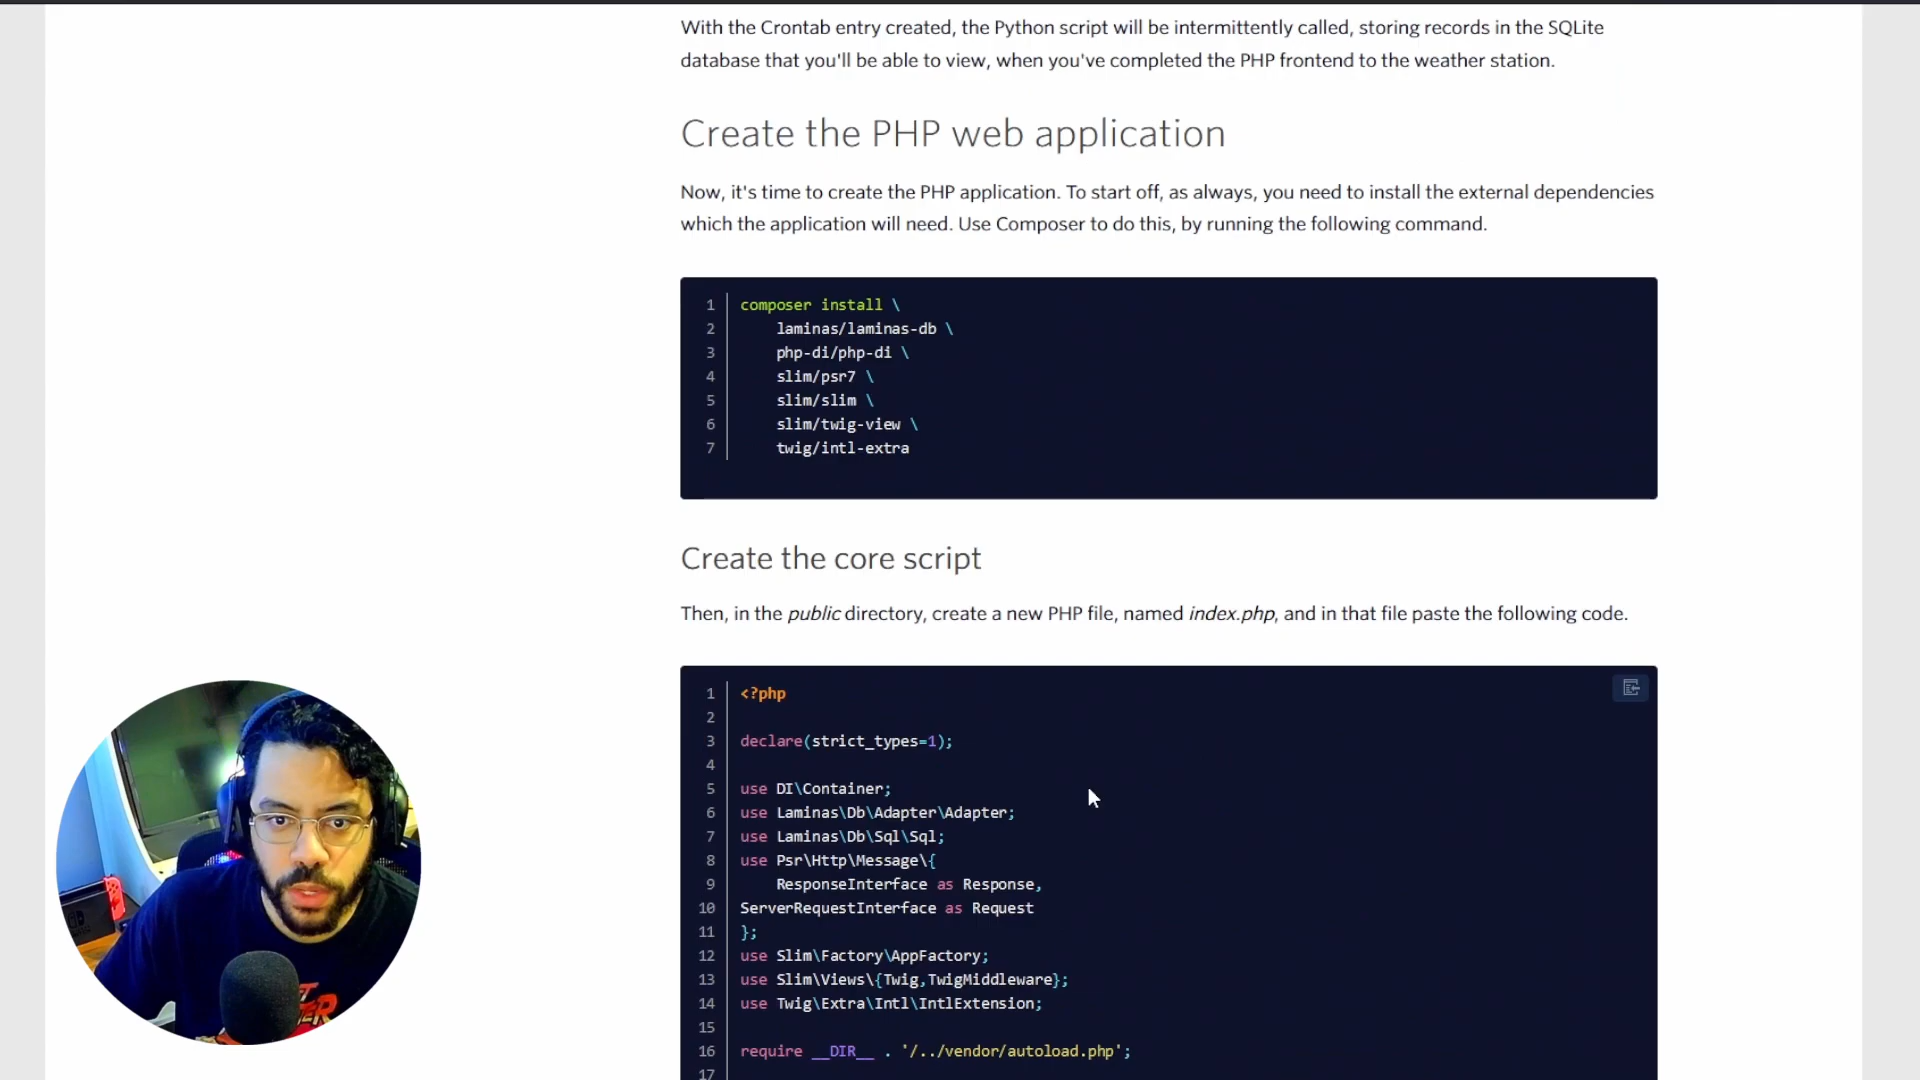 With the Crontab entry created, the Python script will be intermittently called, storing records in the SQLite
database that you'll be able to view, when you've completed the PHP frontend to the weather station.
Create the PHP web application
Now, it's time to create the PHP application. To start off, as always, you need to install the external dependencies
which the application will need. Use Composer to do this, by running the following command.
1 composer install \
2 laminas/laminas-db \
3 php-di/php-di \
4 slim/psr7 \
5 slim/slim \
6 slim/twig-view \
7 twig/intl-extra
Create the core script
Then, in the public directory, create a new PHP file, named index.php, and in that file paste the following code.
1 <?php
2
3 declare(strict_types=1);
4
5 use DI\Container;
6 use Laminas\Db\Adapter\Adapter;
7 use Laminas\Db\Sql\Sql;
8 use Psr\Http\Message\{
9 ResponseInterface as Response,
10 ServerRequestInterface as Request
11 };
12 use Slim\Factory\AppFactory;
13 use Slim\Views\{Twig,TwigMiddleware};
14 use Twig\Extra\Intl\IntlExtension;
15
16 require __DIR__ . '/../vendor/autoload.php';
17